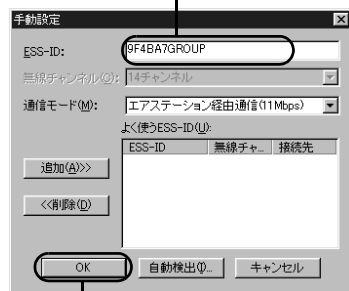 手動設定
ESS-ID: 9F4BA7GROUP
無線チャンネル(O): 14チャンネル
通信モード(M): エアステーション経由通信(11Mbps)
よく使うESS-ID(U):
ESS-ID 無線チャ... 接続先
追加(A)>>
<<削除(D)
OK 自動検出(I)... キャンセル